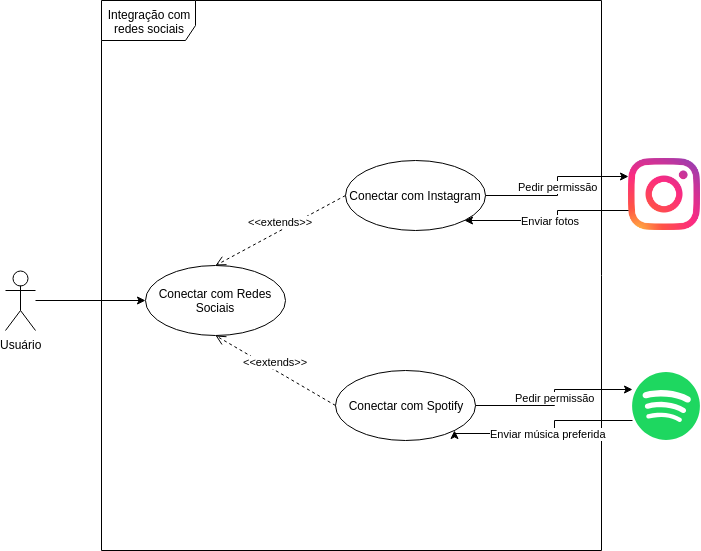 Integração com
redes sociais
Conectar com Instagram
Pedir permissão
Enviar fotos
<<extends>>
Conectar com Redes
Sociais
Usuário
<<extends>>
Conectar com Spotify
Pedir permissão
Enviar música preferida